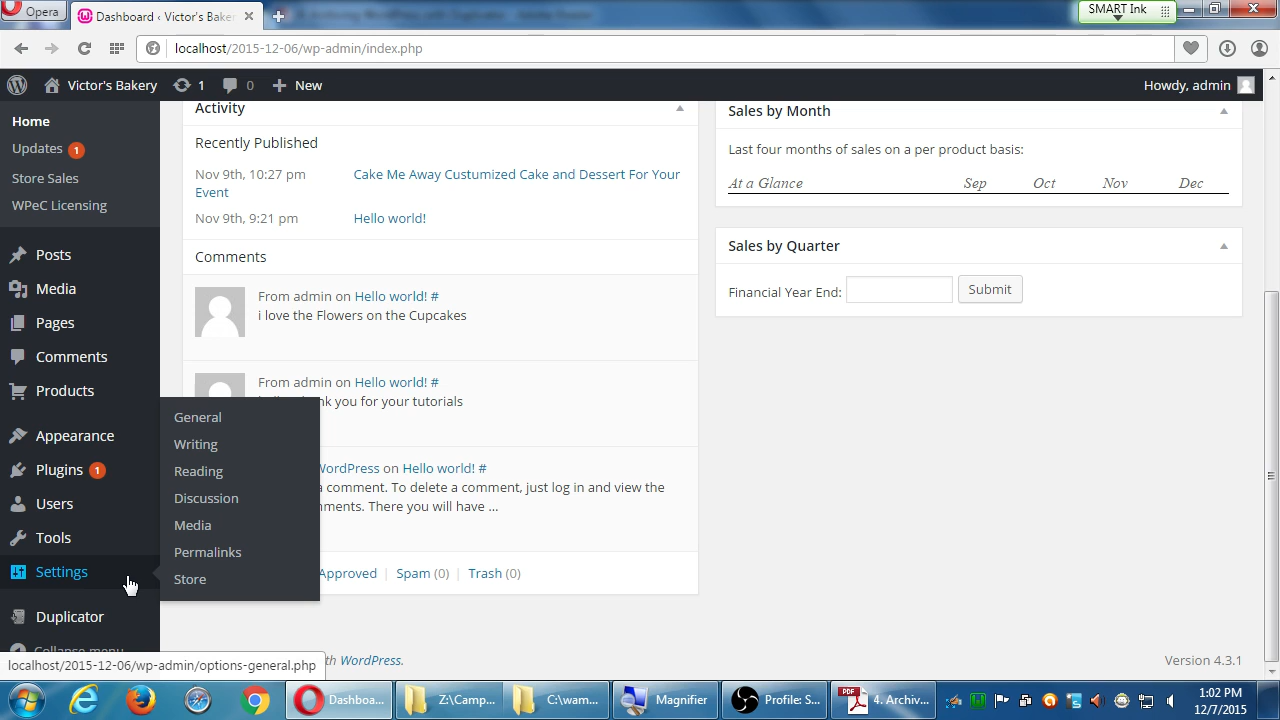 Opera
Dashboard ‹ Victor's Baker
SMART Ink
localhost/2015-12-06/wp-admin/index.php
Victor's Bakery
1
0
New
Howdy, admin
Home
Updates 1
Store Sales
WPeC Licensing
Posts
Media
Pages
Comments
Products
Appearance
Plugins 1
Users
Tools
Settings
Duplicator
Collapse menu
General
Writing
Reading
Discussion
Media
Permalinks
Store
Activity
Recently Published
Nov 9th, 10:27 pm Cake Me Away Custumized Cake and Dessert For Your
Event
Nov 9th, 9:21 pm Hello world!
Comments
From admin on Hello world! #
i love the Flowers on the Cupcakes
From admin on Hello world! #
you for your tutorials
WordPress on Hello world! #
a comment. To delete a comment, just log in and view the
There you will have ...
Approved | Spam (0) | Trash (0)
WordPress.
Version 4.3.1
Sales by Month
Last four months of sales on a per product basis:
At a Glance Sep Oct Nov Dec
Sales by Quarter
Financial Year End:
Submit
localhost/2015-12-06/wp-admin/options-general.php
Dashboa...
Z:\Camp...
C:\wam...
Magnifier
Profile: S...
PDF
4. Archiv...
1:02 PM
12/7/2015